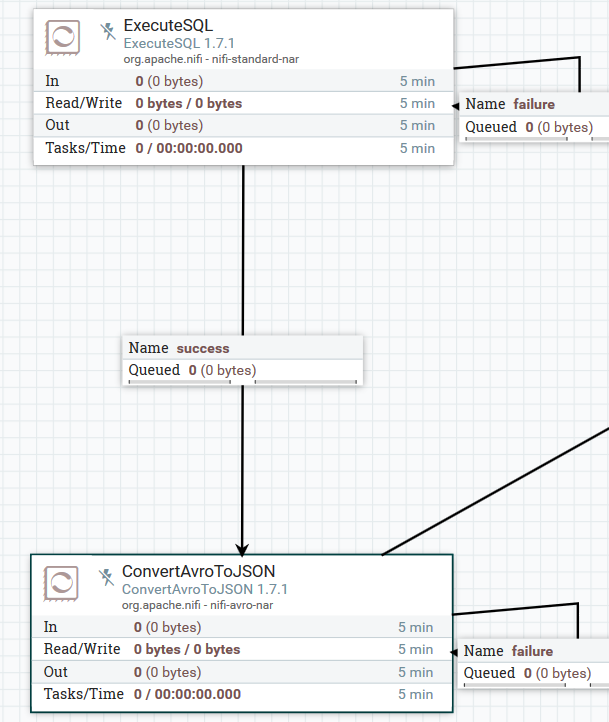 ExecuteSQL
ExecuteSQL 1.7.1
org.apache.nifi - nifi-standard-nar
In 0 (0 bytes) 5 min
Read/Write 0 bytes / 0 bytes 5 min
Out 0 (0 bytes) 5 min
Tasks/Time 0 / 00:00:00.000 5 min
Name failure
Queued 0 (0 bytes)
Name success
Queued 0 (0 bytes)
ConvertAvroToJSON
ConvertAvroToJSON 1.7.1
org.apache.nifi - nifi-avro-nar
In 0 (0 bytes) 5 min
Read/Write 0 bytes / 0 bytes 5 min
Out 0 (0 bytes) 5 min
Tasks/Time 0 / 00:00:00.000 5 min
Name failure
Queued 0 (0 bytes)